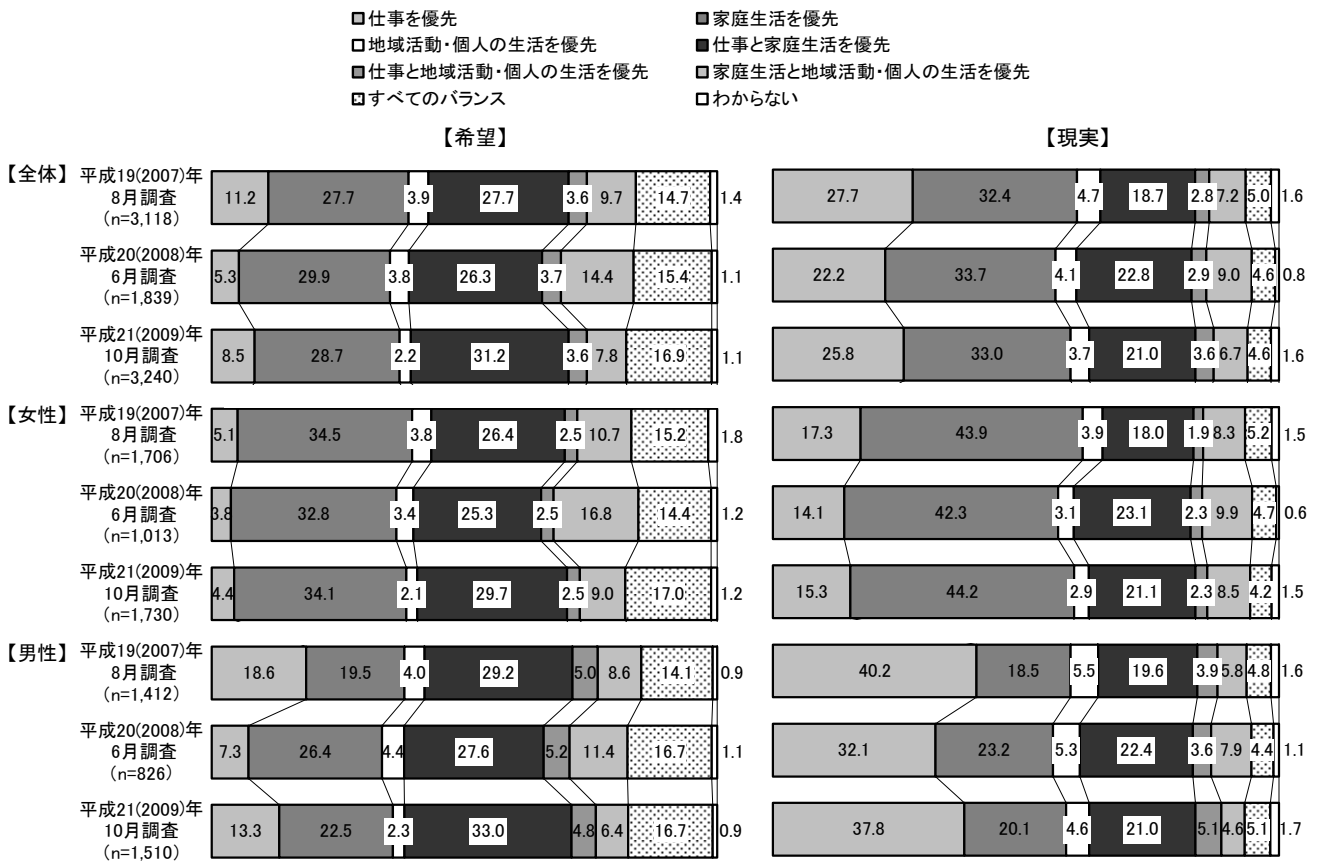 仕事を優先
家庭生活を優先
地域活動・個人の生活を優先
仕事と家庭生活を優先
仕事と地域活動・個人の生活を優先
家庭生活と地域活動・個人の生活を優先
すべてのバランス
わからない
【希望】
【現実】
【全体】
平成19(2007)年
8月調査
(n=3,118)
11.2 27.7 3.9 27.7 3.6 9.7 14.7 1.4
27.7 32.4 4.7 18.7 2.8 7.2 5.0 1.6
平成20(2008)年
6月調査
(n=1,839)
5.3 29.9 3.8 26.3 3.7 14.4 15.4 1.1
22.2 33.7 4.1 22.8 2.9 9.0 4.6 0.8
平成21(2009)年
10月調査
(n=3,240)
8.5 28.7 2.2 31.2 3.6 7.8 16.9 1.1
25.8 33.0 3.7 21.0 3.6 6.7 4.6 1.6
【女性】
平成19(2007)年
8月調査
(n=1,706)
5.1 34.5 3.8 26.4 2.5 10.7 15.2 1.8
17.3 43.9 3.9 18.0 1.9 8.3 5.2 1.5
平成20(2008)年
6月調査
(n=1,013)
3.8 32.8 3.4 25.3 2.5 16.8 14.4 1.2
14.1 42.3 3.1 23.1 2.3 9.9 4.7 0.6
平成21(2009)年
10月調査
(n=1,730)
4.4 34.1 2.1 29.7 2.5 9.0 17.0 1.2
15.3 44.2 2.9 21.1 2.3 8.5 4.2 1.5
【男性】
平成19(2007)年
8月調査
(n=1,412)
18.6 19.5 4.0 29.2 5.0 8.6 14.1 0.9
40.2 18.5 5.5 19.6 3.9 5.8 4.8 1.6
平成20(2008)年
6月調査
(n=826)
7.3 26.4 4.4 27.6 5.2 11.4 16.7 1.1
32.1 23.2 5.3 22.4 3.6 7.9 4.4 1.1
平成21(2009)年
10月調査
(n=1,510)
13.3 22.5 2.3 33.0 4.8 6.4 16.7 0.9
37.8 20.1 4.6 21.0 5.1 4.6 5.1 1.7